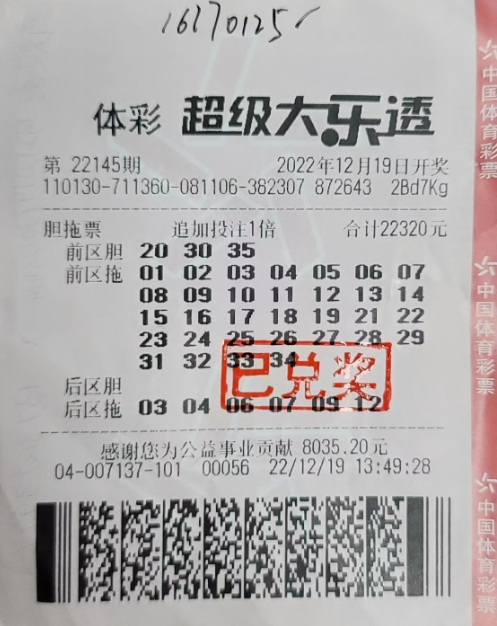 16170125
体彩 超级大乐透
第 22145期 2022年12月19日开奖
110130-711360-081106-382307 872643 2Bd7Kg
胆拖票 追加投注1倍 合计22320元
前区胆 20 30 35
前区拖 01 02 03 04 05 06 07
08 09 10 11 12 13 14
15 16 17 18 19 21 22
23 24 25 26 27 28 29
31 32 33 34
已兑奖
后区胆
后区拖 03 04 06 07 09 12
感谢您为公益事业贡献 8035.20元
04-007137-101 00056 22/12/19 13:49:28
中国体育彩票
中国体育彩票
中国体育彩票